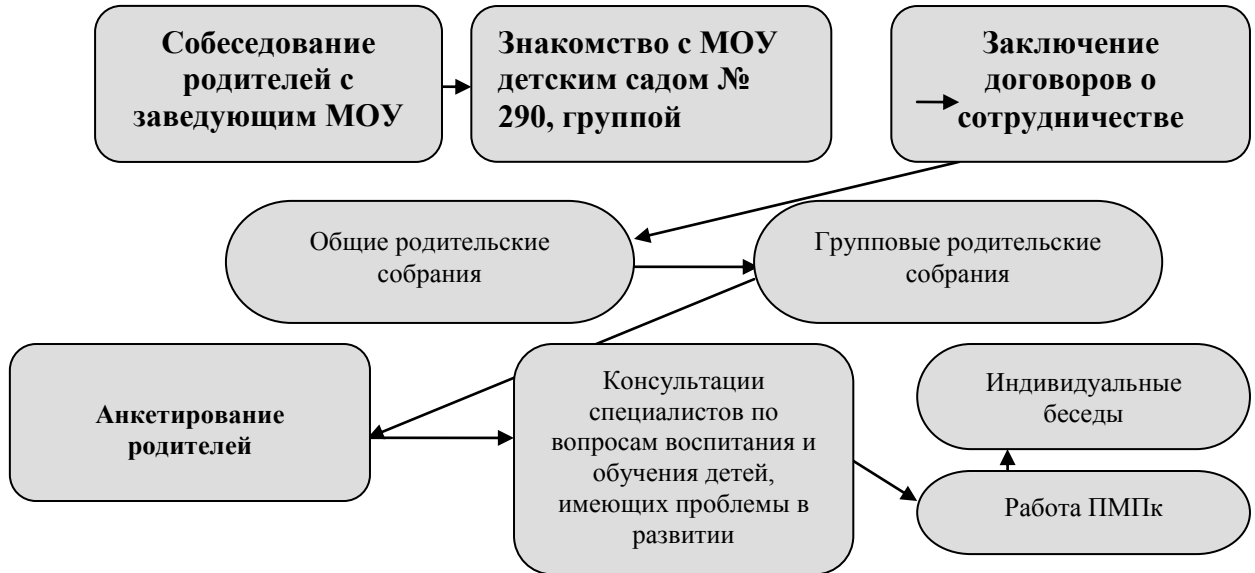 Собеседование
родителей с
заведующим МОУ
Знакомство с МОУ
детским садом №
290, группой
Заключение
договоров о
сотрудничестве
Общие родительские
собрания
Групповые родительские
собрания
Анкетирование
родителей
Консультации
специалистов по
вопросам воспитания и
обучения детей,
имеющих проблемы в
развитии
Индивидуальные
беседы
Работа ПМПк